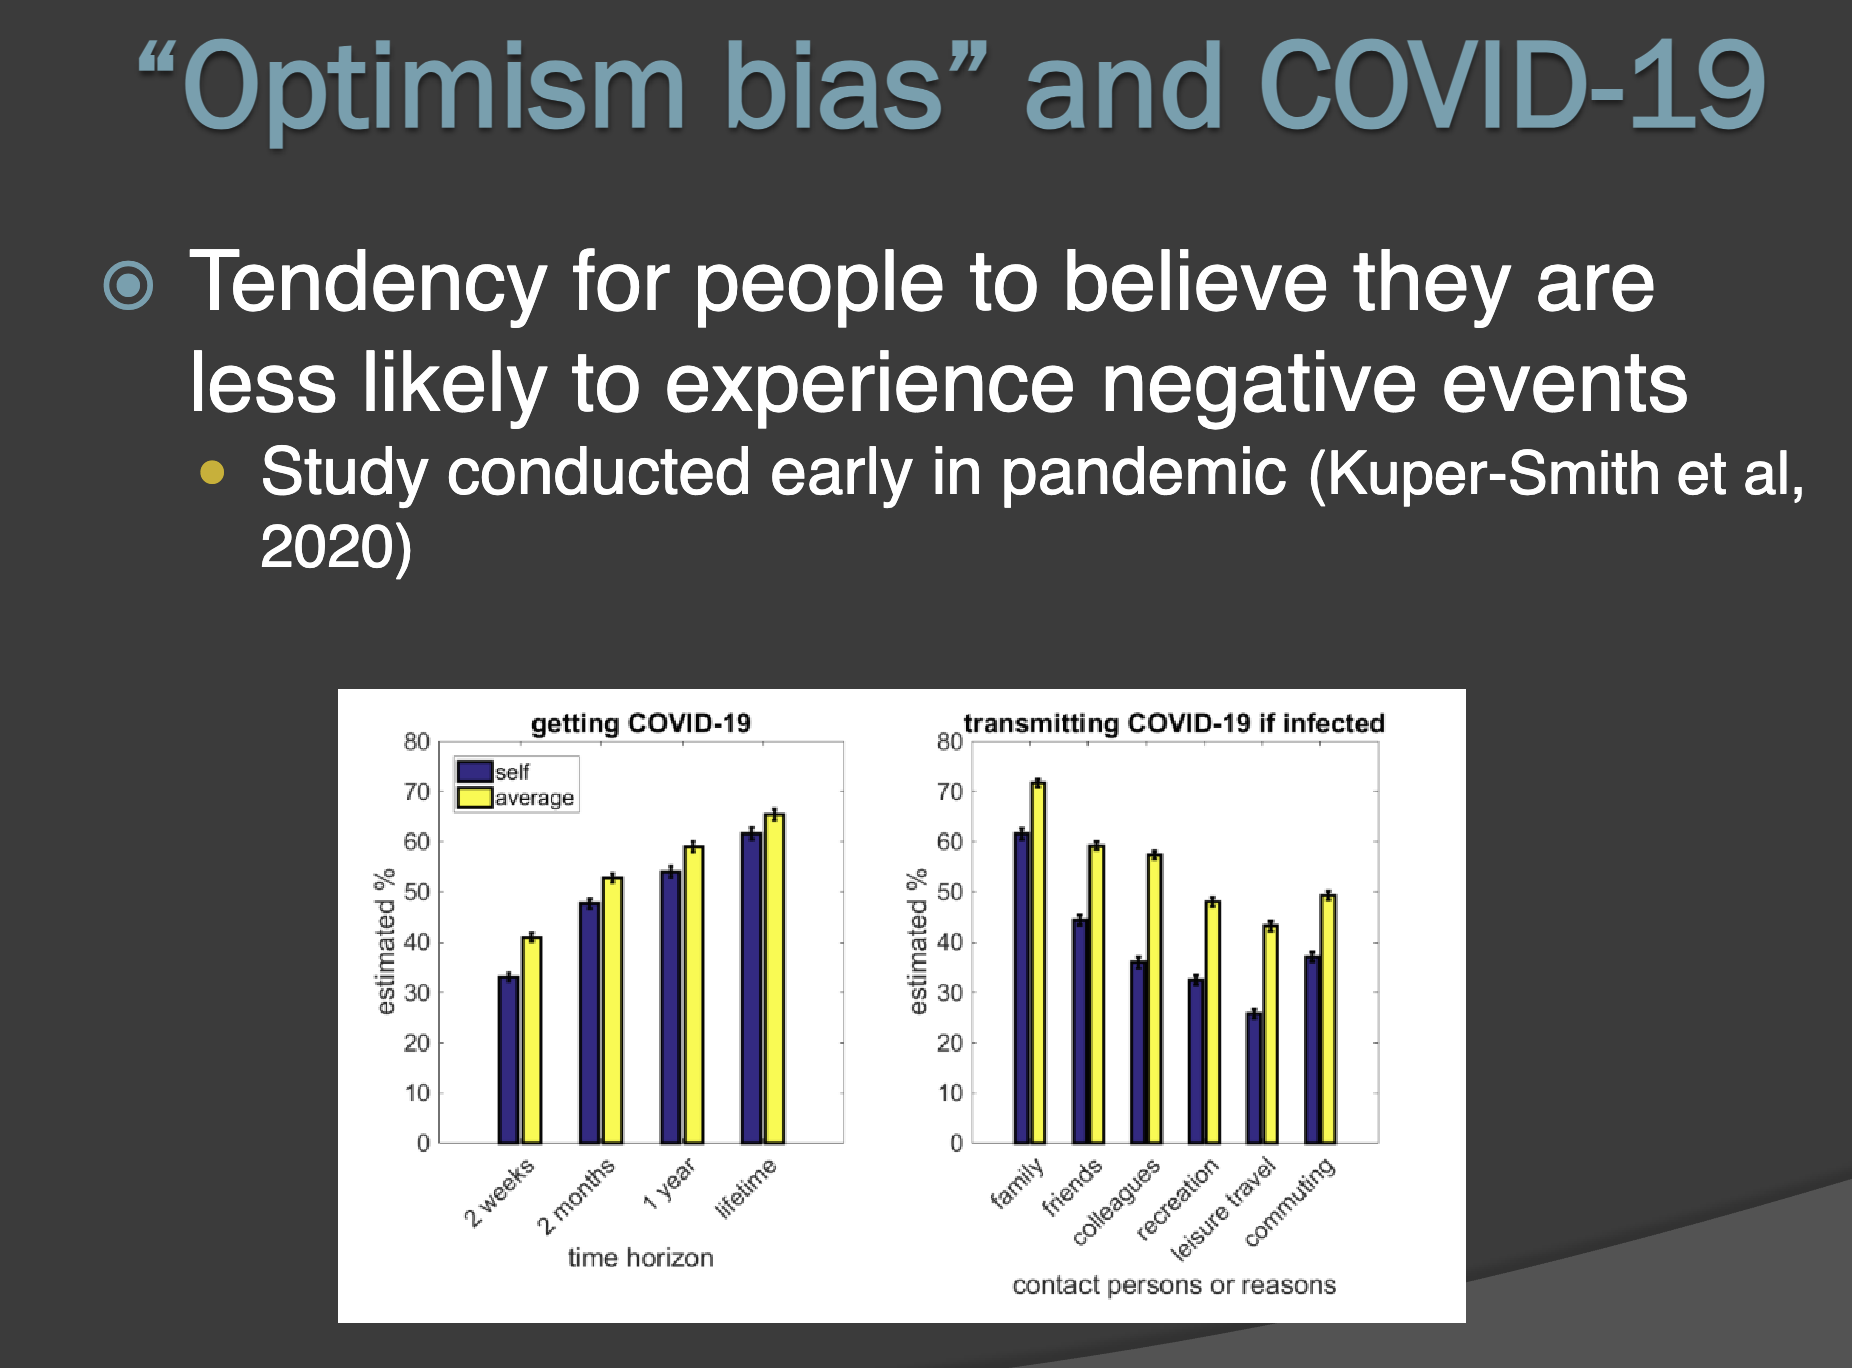 “Optimism bias” and COVID-19
Tendency for people to believe they are
less likely to experience negative events
Study conducted early in pandemic (Kuper-Smith et al,
2020)
getting COVID-19
80
70
60
50
40
30
20
10
0
estimated %
self
average
2 weeks
2 months
1 year
lifetime
time horizon
transmitting COVID-19 if infected
80
70
60
50
40
30
20
10
0
estimated %
family
friends
colleagues
recreation
leisure travel
commuting
contact persons or reasons